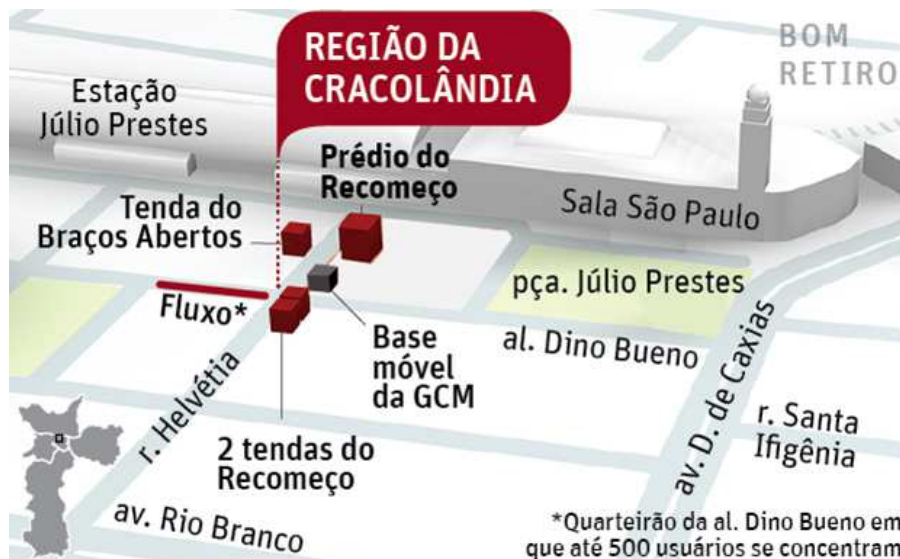 REGIÃO DA
CRACOLÂNDIA
BOM
RETIRO
Estação
Júlio Prestes
Prédio do
Recomeço
Sala São Paulo
Tenda do
Braços Abertos
Fluxo*
pça. Júlio Prestes
al. Dino Bueno
Base
móvel
da GCM
r. Helvétia
av. D. de Caxias
r. Santa
Ifigênia
2 tendas do
Recomeço
av. Rio Branco
*Quarteirão da al. Dino Bueno em
que até 500 usuários se concentram